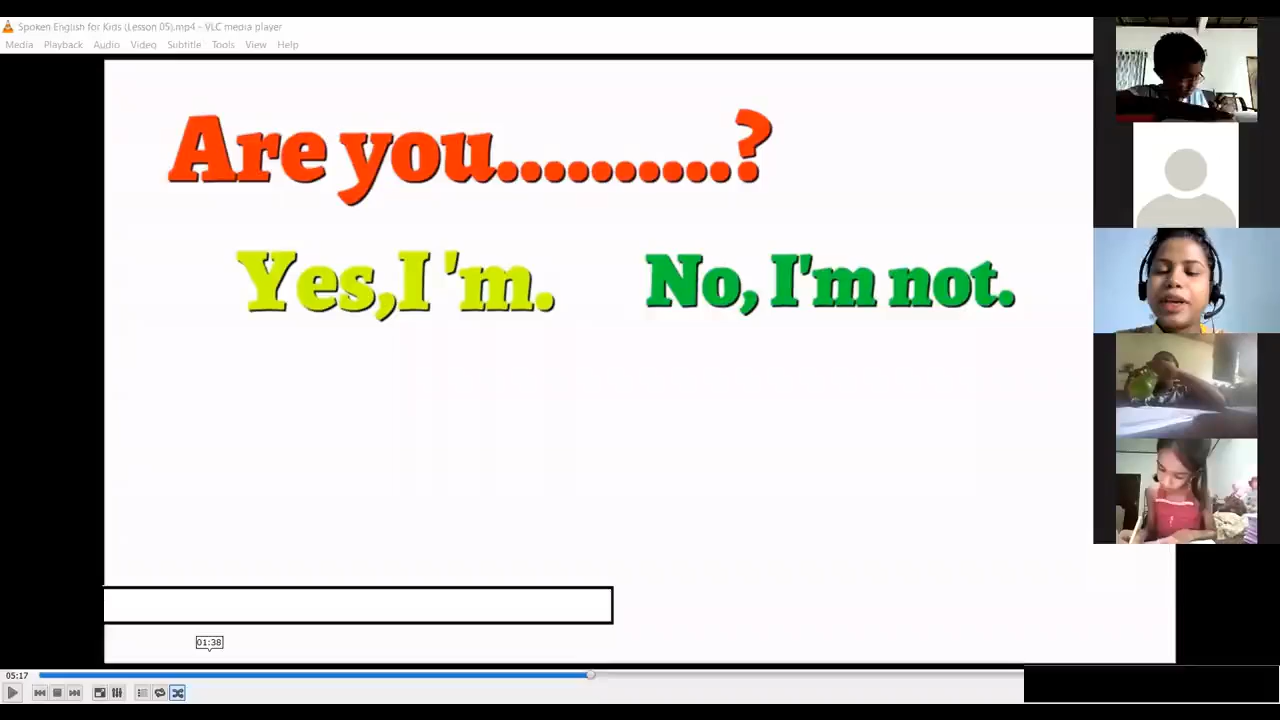 Spoken English for Kids (Lesson 05).mp4 - VLC media player
Media Playback Audio Video Subtitle Tools View Help
Are you..........?
Yes,I 'm. No, I'm not.
01:38
05:17